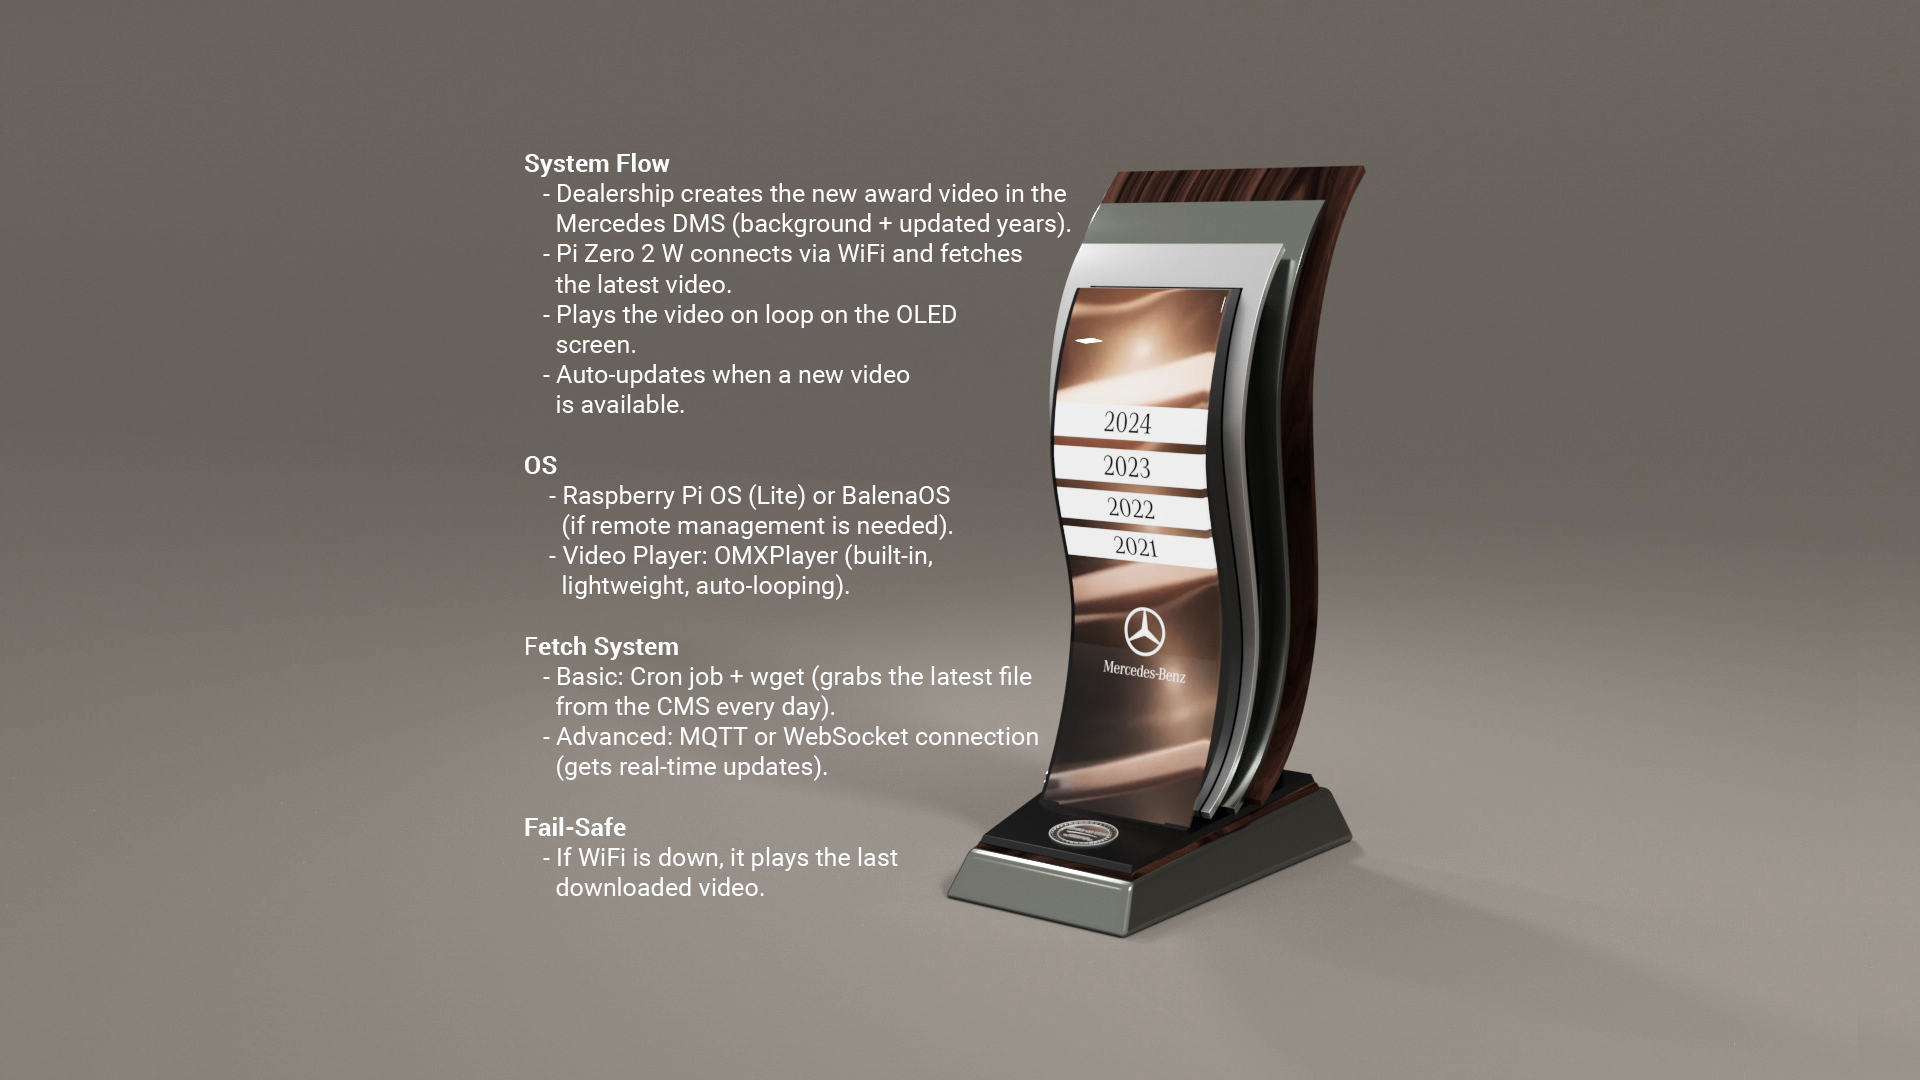 System Flow
- Dealership creates the new award video in the
Mercedes DMS (background + updated years).
- Pi Zero 2 W connects via WiFi and fetches
the latest video.
- Plays the video on loop on the OLED
screen.
- Auto-updates when a new video
is available.
OS
- Raspberry Pi OS (Lite) or BalenaOS
(if remote management is needed).
- Video Player: OMXPlayer (built-in,
lightweight, auto-looping).
Fetch System
- Basic: Cron job + wget (grabs the latest file
from the CMS every day).
- Advanced: MQTT or WebSocket connection
(gets real-time updates).
Fail-Safe
- If WiFi is down, it plays the last
downloaded video.
2024
2023
2022
2021
Mercedes-Benz